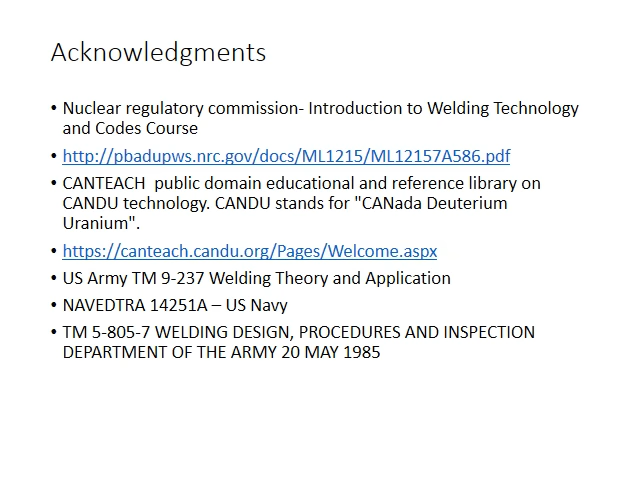 Acknowledgments
• Nuclear regulatory commission- Introduction to Welding Technology
and Codes Course
• http://pbadupws.nrc.gov/docs/ML1215/ML12157A586.pdf
• CANTEACH  public domain educational and reference library on
CANDU technology. CANDU stands for "CANada Deuterium
Uranium".
• https://canteach.candu.org/Pages/Welcome.aspx
• US Army TM 9-237 Welding Theory and Application
• NAVEDTRA 14251A – US Navy
• TM 5-805-7 WELDING DESIGN, PROCEDURES AND INSPECTION
DEPARTMENT OF THE ARMY 20 MAY 1985